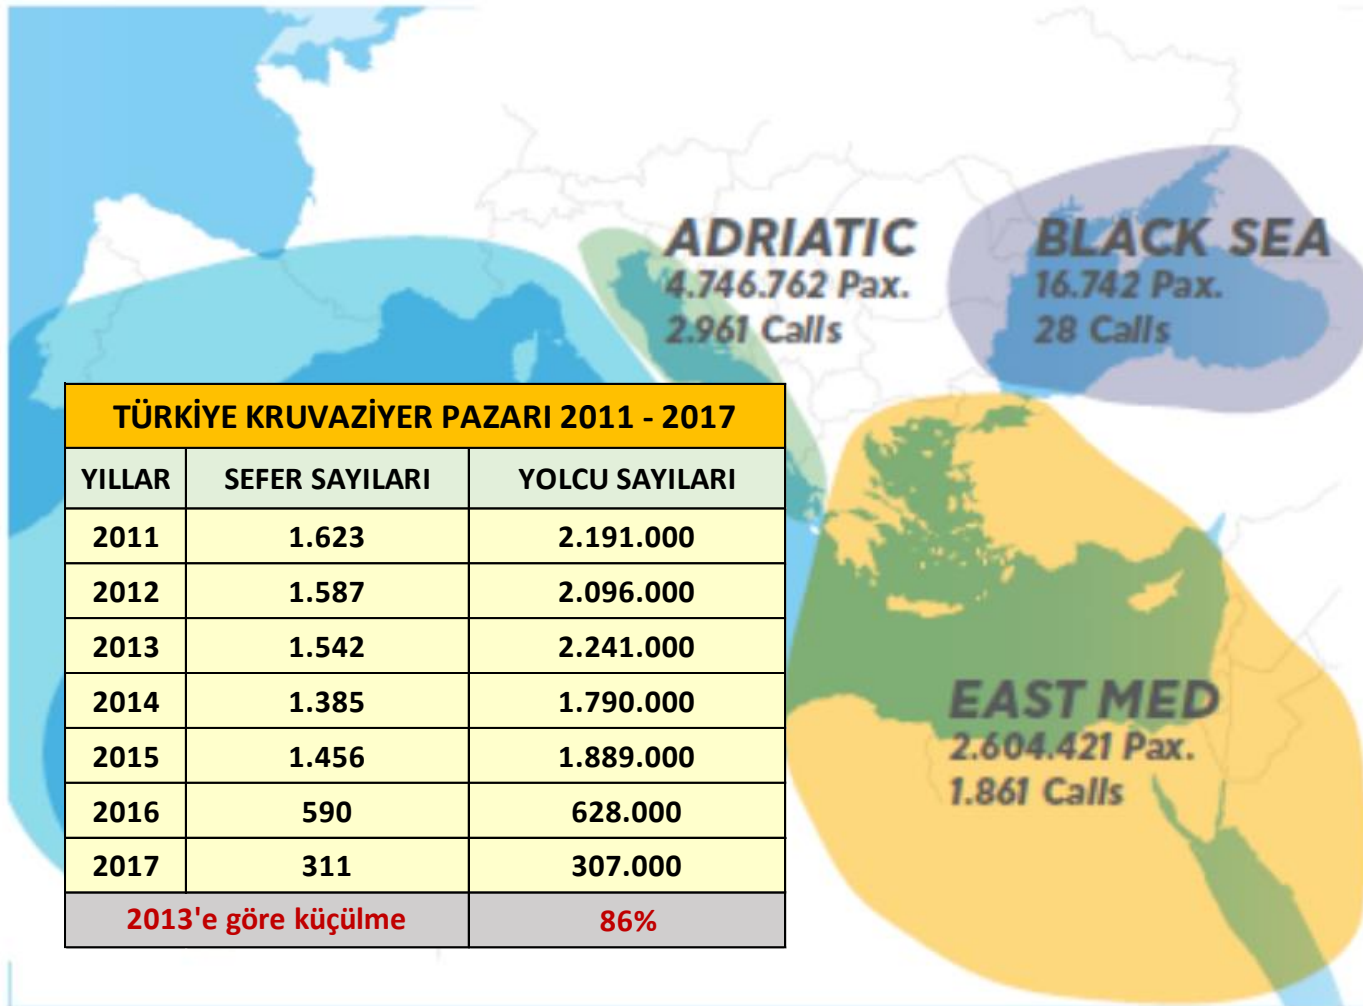 ADRIATIC
4.746.762 Pax.
2.961 Calls
BLACK SEA
16.742 Pax.
28 Calls
TÜRKİYE KRUVAZİYER PAZARI 2011 - 2017
YILLAR SEFER SAYILARI YOLCU SAYILARI
2011 1.623 2.191.000
2012 1.587 2.096.000
2013 1.542 2.241.000
2014 1.385 1.790.000
2015 1.456 1.889.000
2016 590 628.000
2017 311 307.000
2013'e göre küçülme 86%
EAST MED
2.604.421 Pax.
1.861 Calls